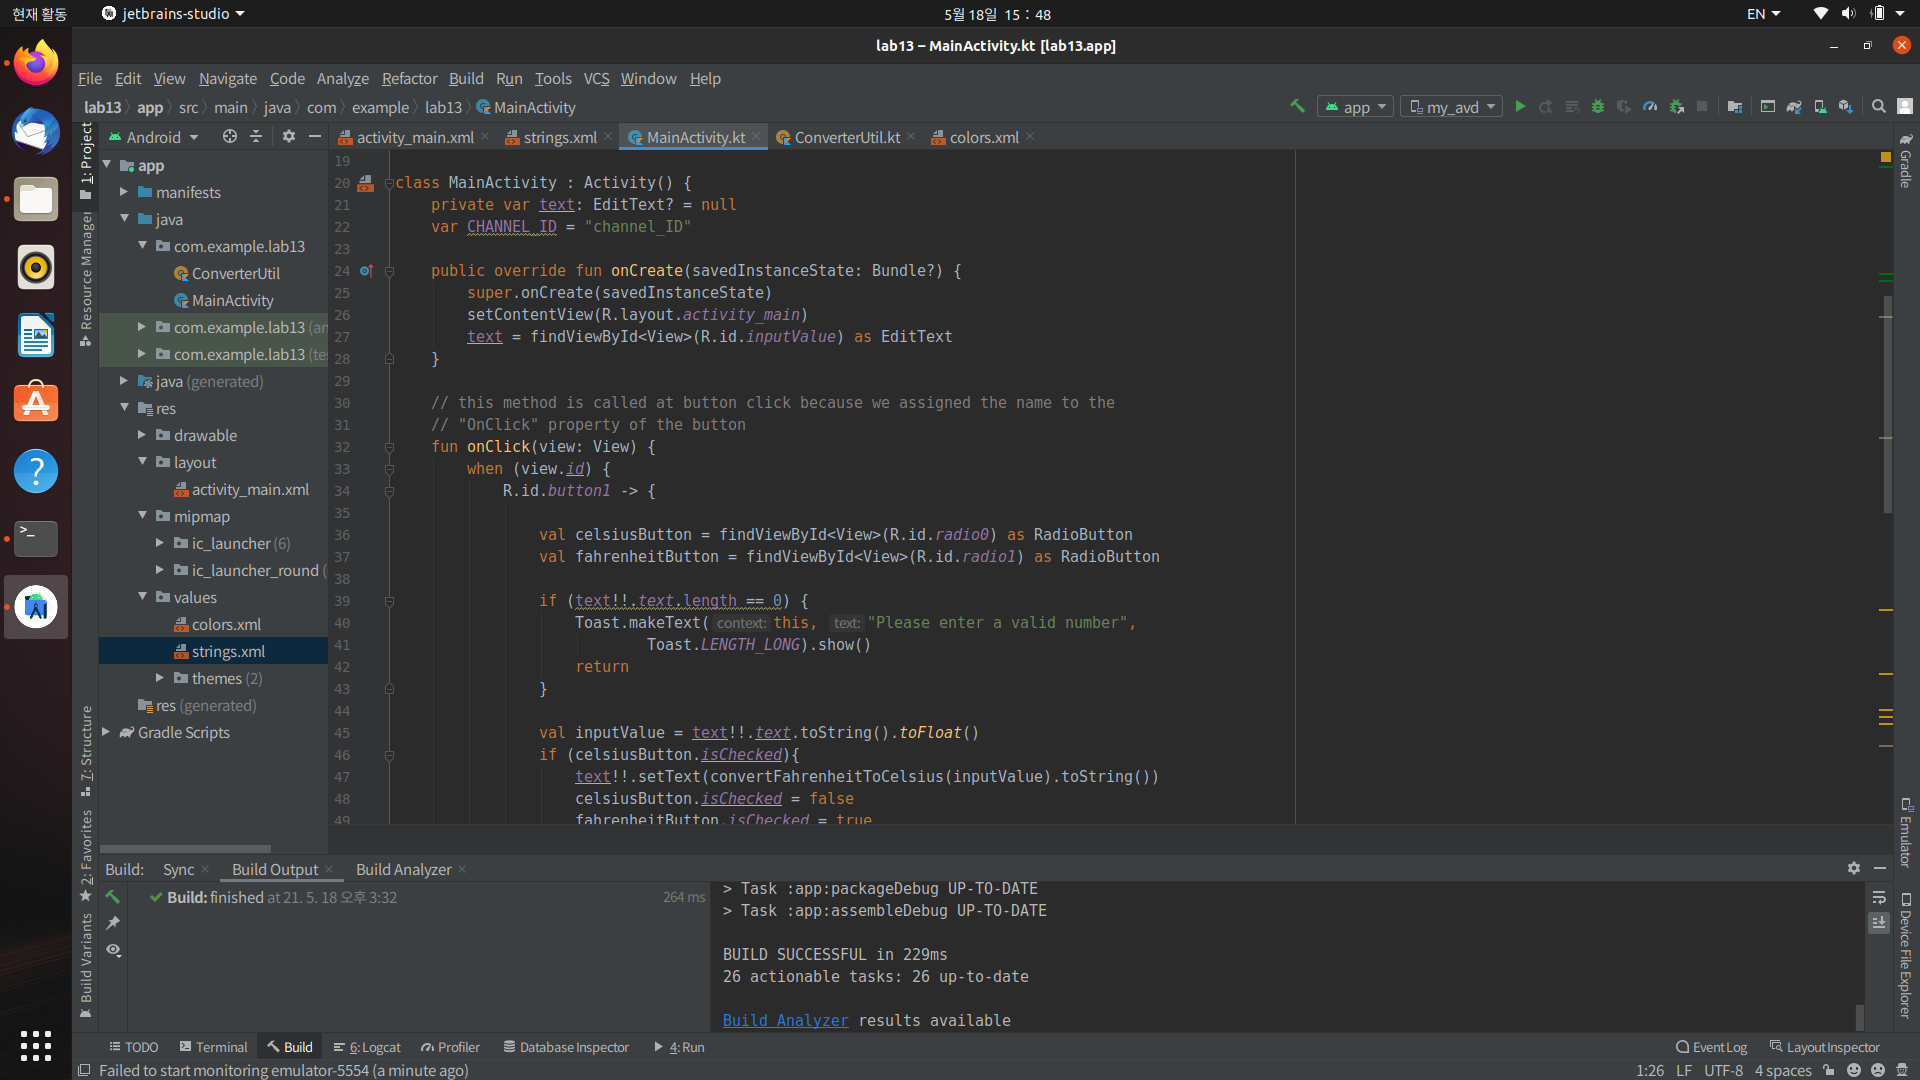 현재 활동
jetbrains-studio
5월 18일 15 : 48
EN
lab13 – MainActivity.kt [lab13.app]
File Edit View Navigate Code Analyze Refactor Build Run Tools VCS Window Help
lab13 app src main java com example lab13 MainActivity
app
my_avd
1: Project
Resource Manager
7: Structure
2: Favorites
Build Variants
Android
app
manifests
java
com.example.lab13
ConverterUtil
MainActivity
com.example.lab13 (an
com.example.lab13 (te
java (generated)
res
drawable
layout
activity_main.xml
mipmap
ic_launcher (6)
ic_launcher_round (
values
colors.xml
strings.xml
themes (2)
res (generated)
Gradle Scripts
activity_main.xml strings.xml MainActivity.kt ConverterUtil.kt colors.xml
19
20 class MainActivity : Activity() {
21 private var text: EditText? = null
22 var CHANNEL_ID = "channel_ID"
23
24 public override fun onCreate(savedInstanceState: Bundle?) {
25 super.onCreate(savedInstanceState)
26 setContentView(R.layout.activity_main)
27 text = findViewById<View>(R.id.inputValue) as EditText
28 }
29
30 // this method is called at button click because we assigned the name to the
31 // "OnClick" property of the button
32 fun onClick(view: View) {
33 when (view.id) {
34 R.id.button1 -> {
35
36 val celsiusButton = findViewById<View>(R.id.radio0) as RadioButton
37 val fahrenheitButton = findViewById<View>(R.id.radio1) as RadioButton
38
39 if (text!!.text.length == 0) {
40 Toast.makeText( context: this, text: "Please enter a valid number",
41 Toast.LENGTH_LONG).show()
42 return
43 }
44
45 val inputValue = text!!.text.toString().toFloat()
46 if (celsiusButton.isChecked){
47 text!!.setText(convertFahrenheitToCelsius(inputValue).toString())
48 celsiusButton.isChecked = false
49 fahrenheitButton.isChecked = true
Gradle
Emulator
Device File Explorer
Build: Sync Build Output Build Analyzer
Build: finished at 21. 5. 18 오후 3:32 264 ms
> Task :app:packageDebug UP-TO-DATE
> Task :app:assembleDebug UP-TO-DATE
BUILD SUCCESSFUL in 229ms
26 actionable tasks: 26 up-to-date
Build Analyzer results available
TODO Terminal Build 6: Logcat Profiler Database Inspector 4: Run Event Log Layout Inspector
Failed to start monitoring emulator-5554 (a minute ago) 1:26 LF UTF-8 4 spaces